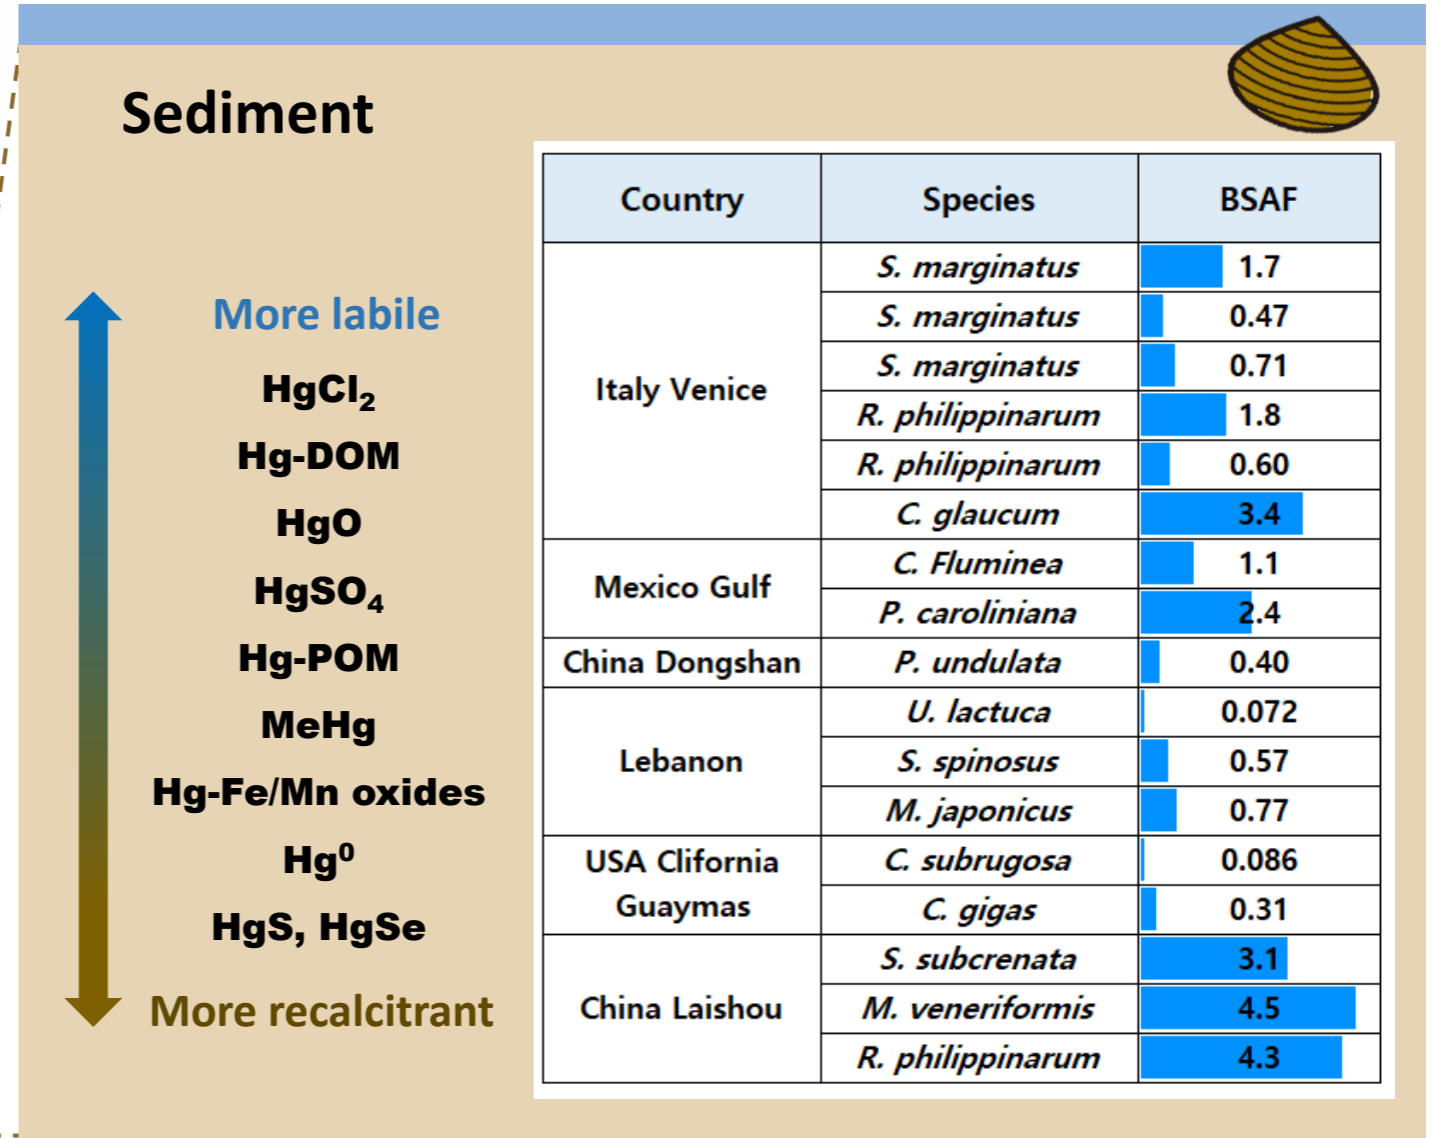 Sediment
More labile
HgCl₂
Hg-DOM
HgO
HgSO₄
Hg-POM
MeHg
Hg-Fe/Mn oxides
Hg⁰
HgS, HgSe
More recalcitrant
Country Species BSAF
Italy Venice
S. marginatus 1.7
S. marginatus 0.47
S. marginatus 0.71
R. philippinarum 1.8
R. philippinarum 0.60
C. glaucum 3.4
Mexico Gulf
C. Fluminea 1.1
P. caroliniana 2.4
China Dongshan P. undulata 0.40
Lebanon
U. lactuca 0.072
S. spinosus 0.57
M. japonicus 0.77
USA Clifornia
Guaymas
C. subrugosa 0.086
C. gigas 0.31
China Laishou
S. subcrenata 3.1
M. veneriformis 4.5
R. philippinarum 4.3